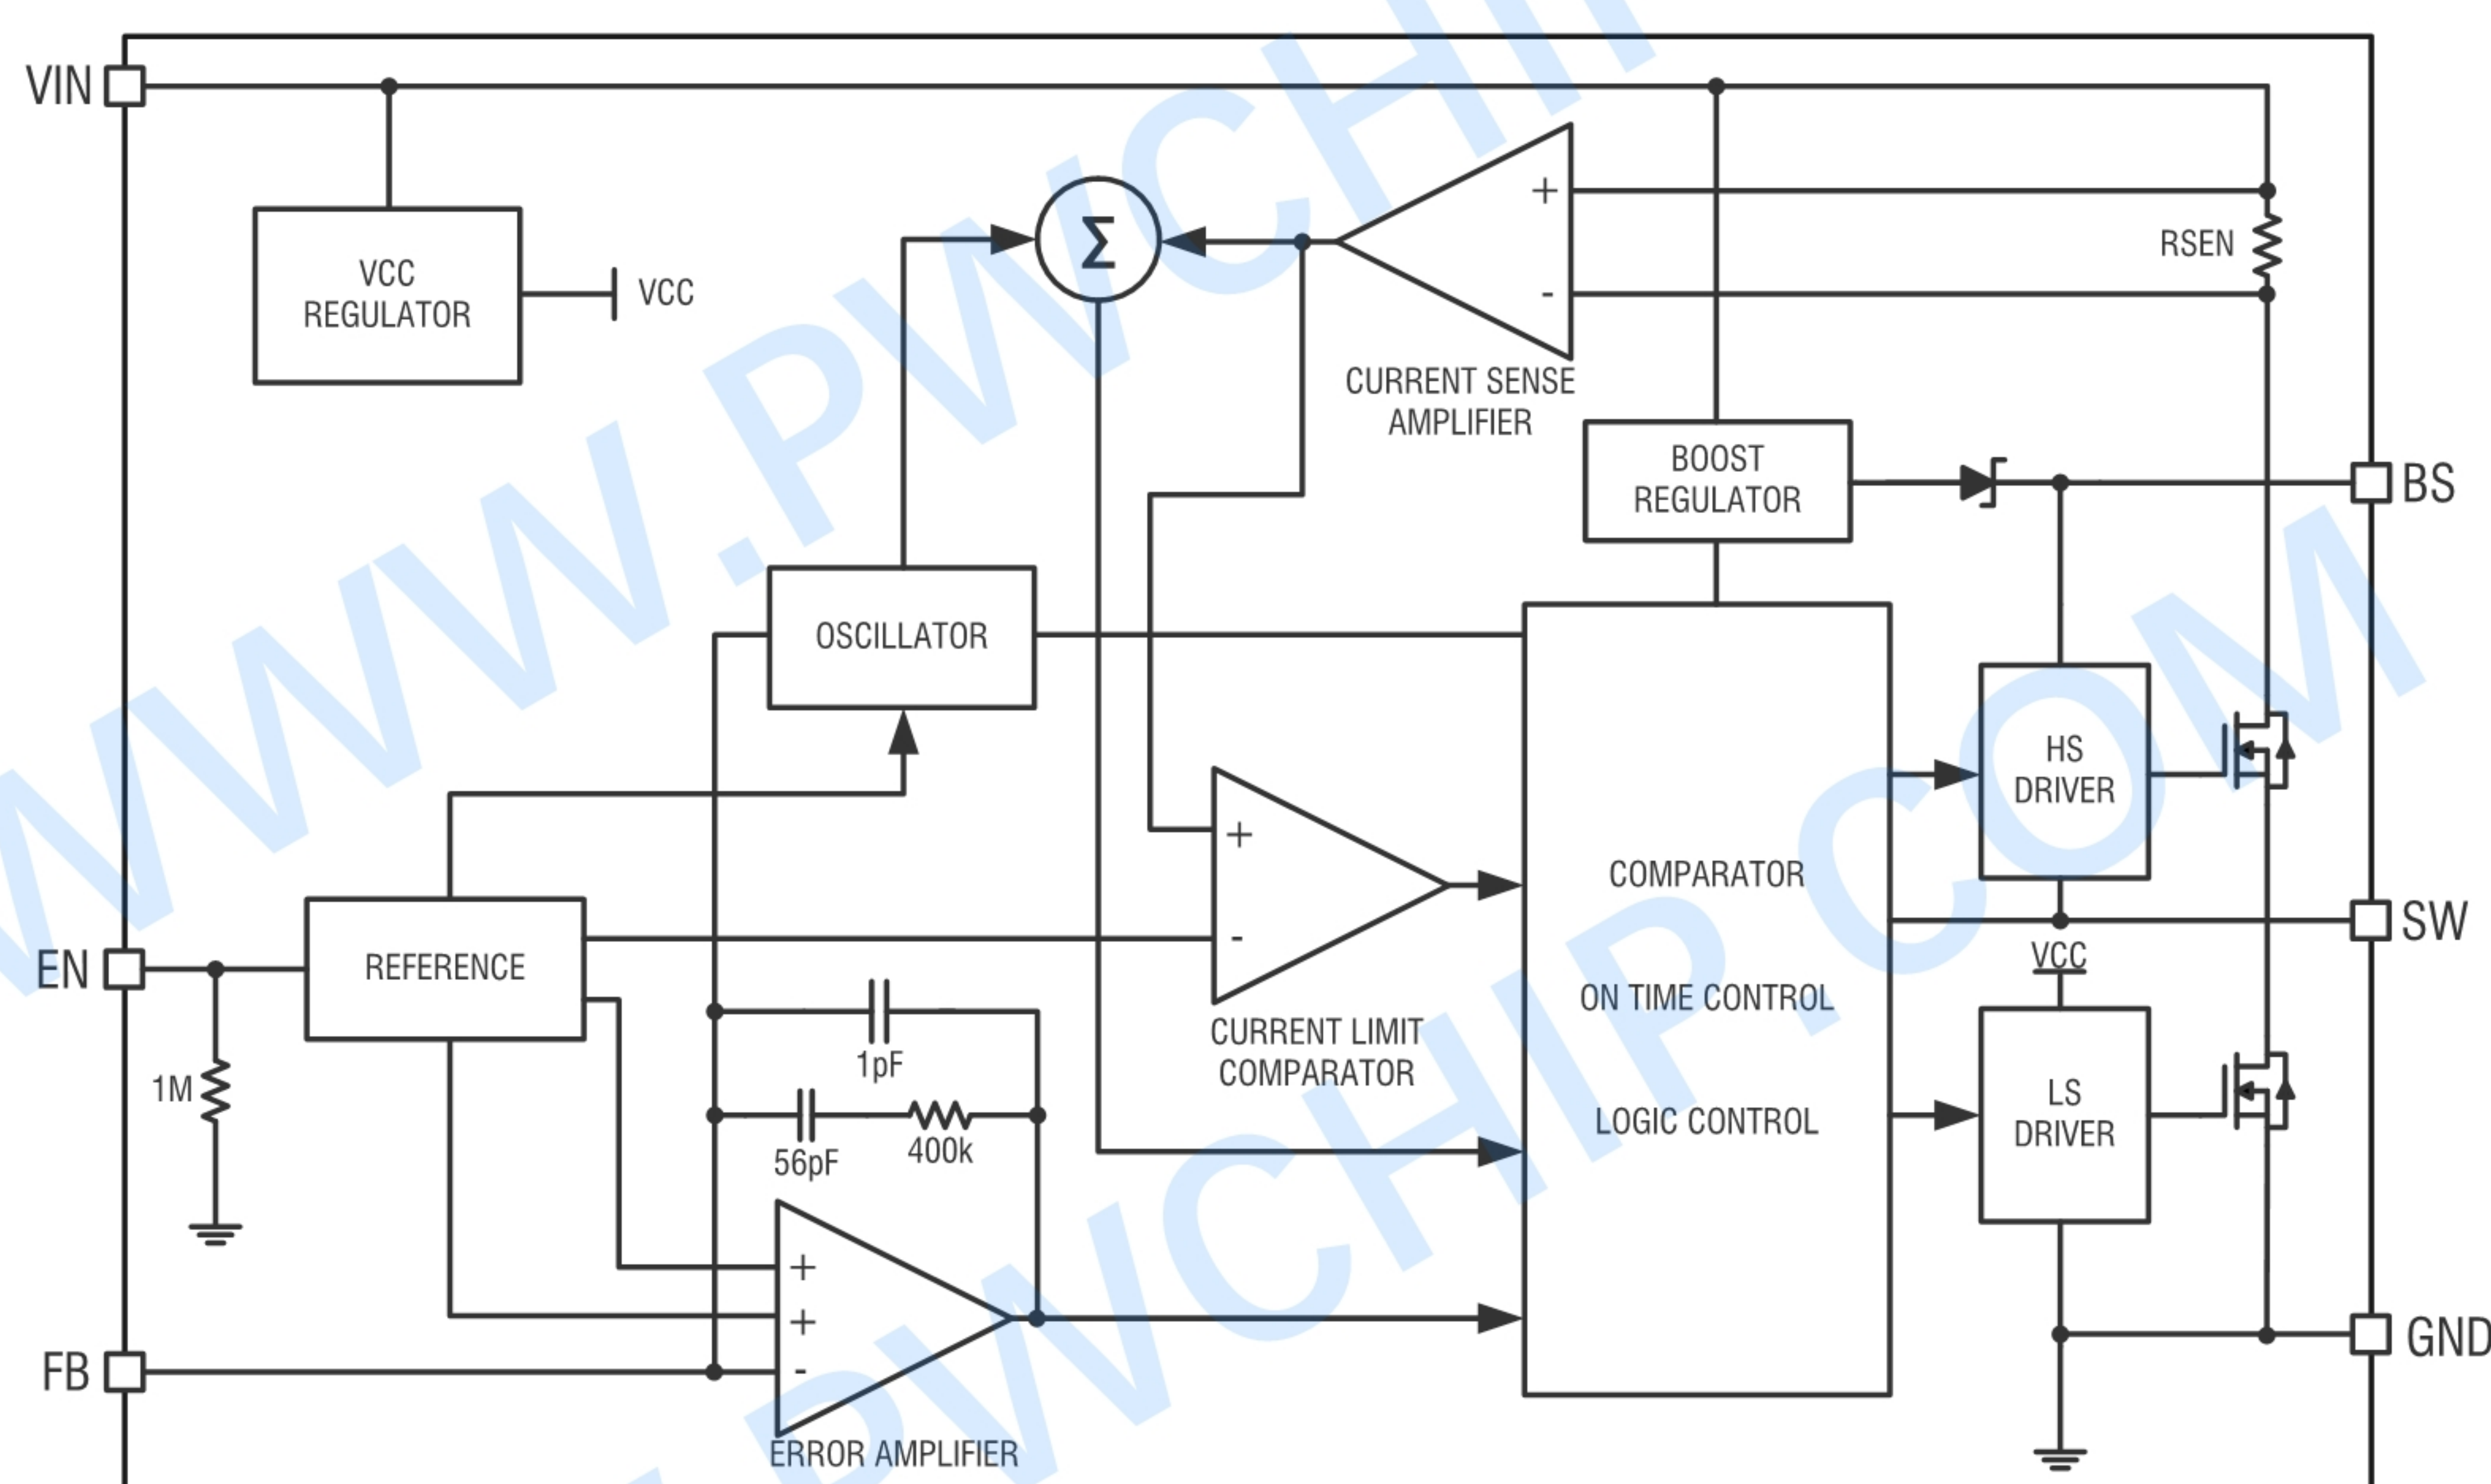 VIN
VCC
REGULATOR
VCC
Σ
+
-
CURRENT SENSE
AMPLIFIER
RSEN
BOOST
REGULATOR
BS
OSCILLATOR
HS
DRIVER
+
-
CURRENT LIMIT
COMPARATOR
COMPARATOR
ON TIME CONTROL
LOGIC CONTROL
SW
VCC
LS
DRIVER
EN
REFERENCE
1M
1pF
56pF
400k
+
+
-
ERROR AMPLIFIER
FB
GND
WWW.PWCHIP
.PWCHIP.COM